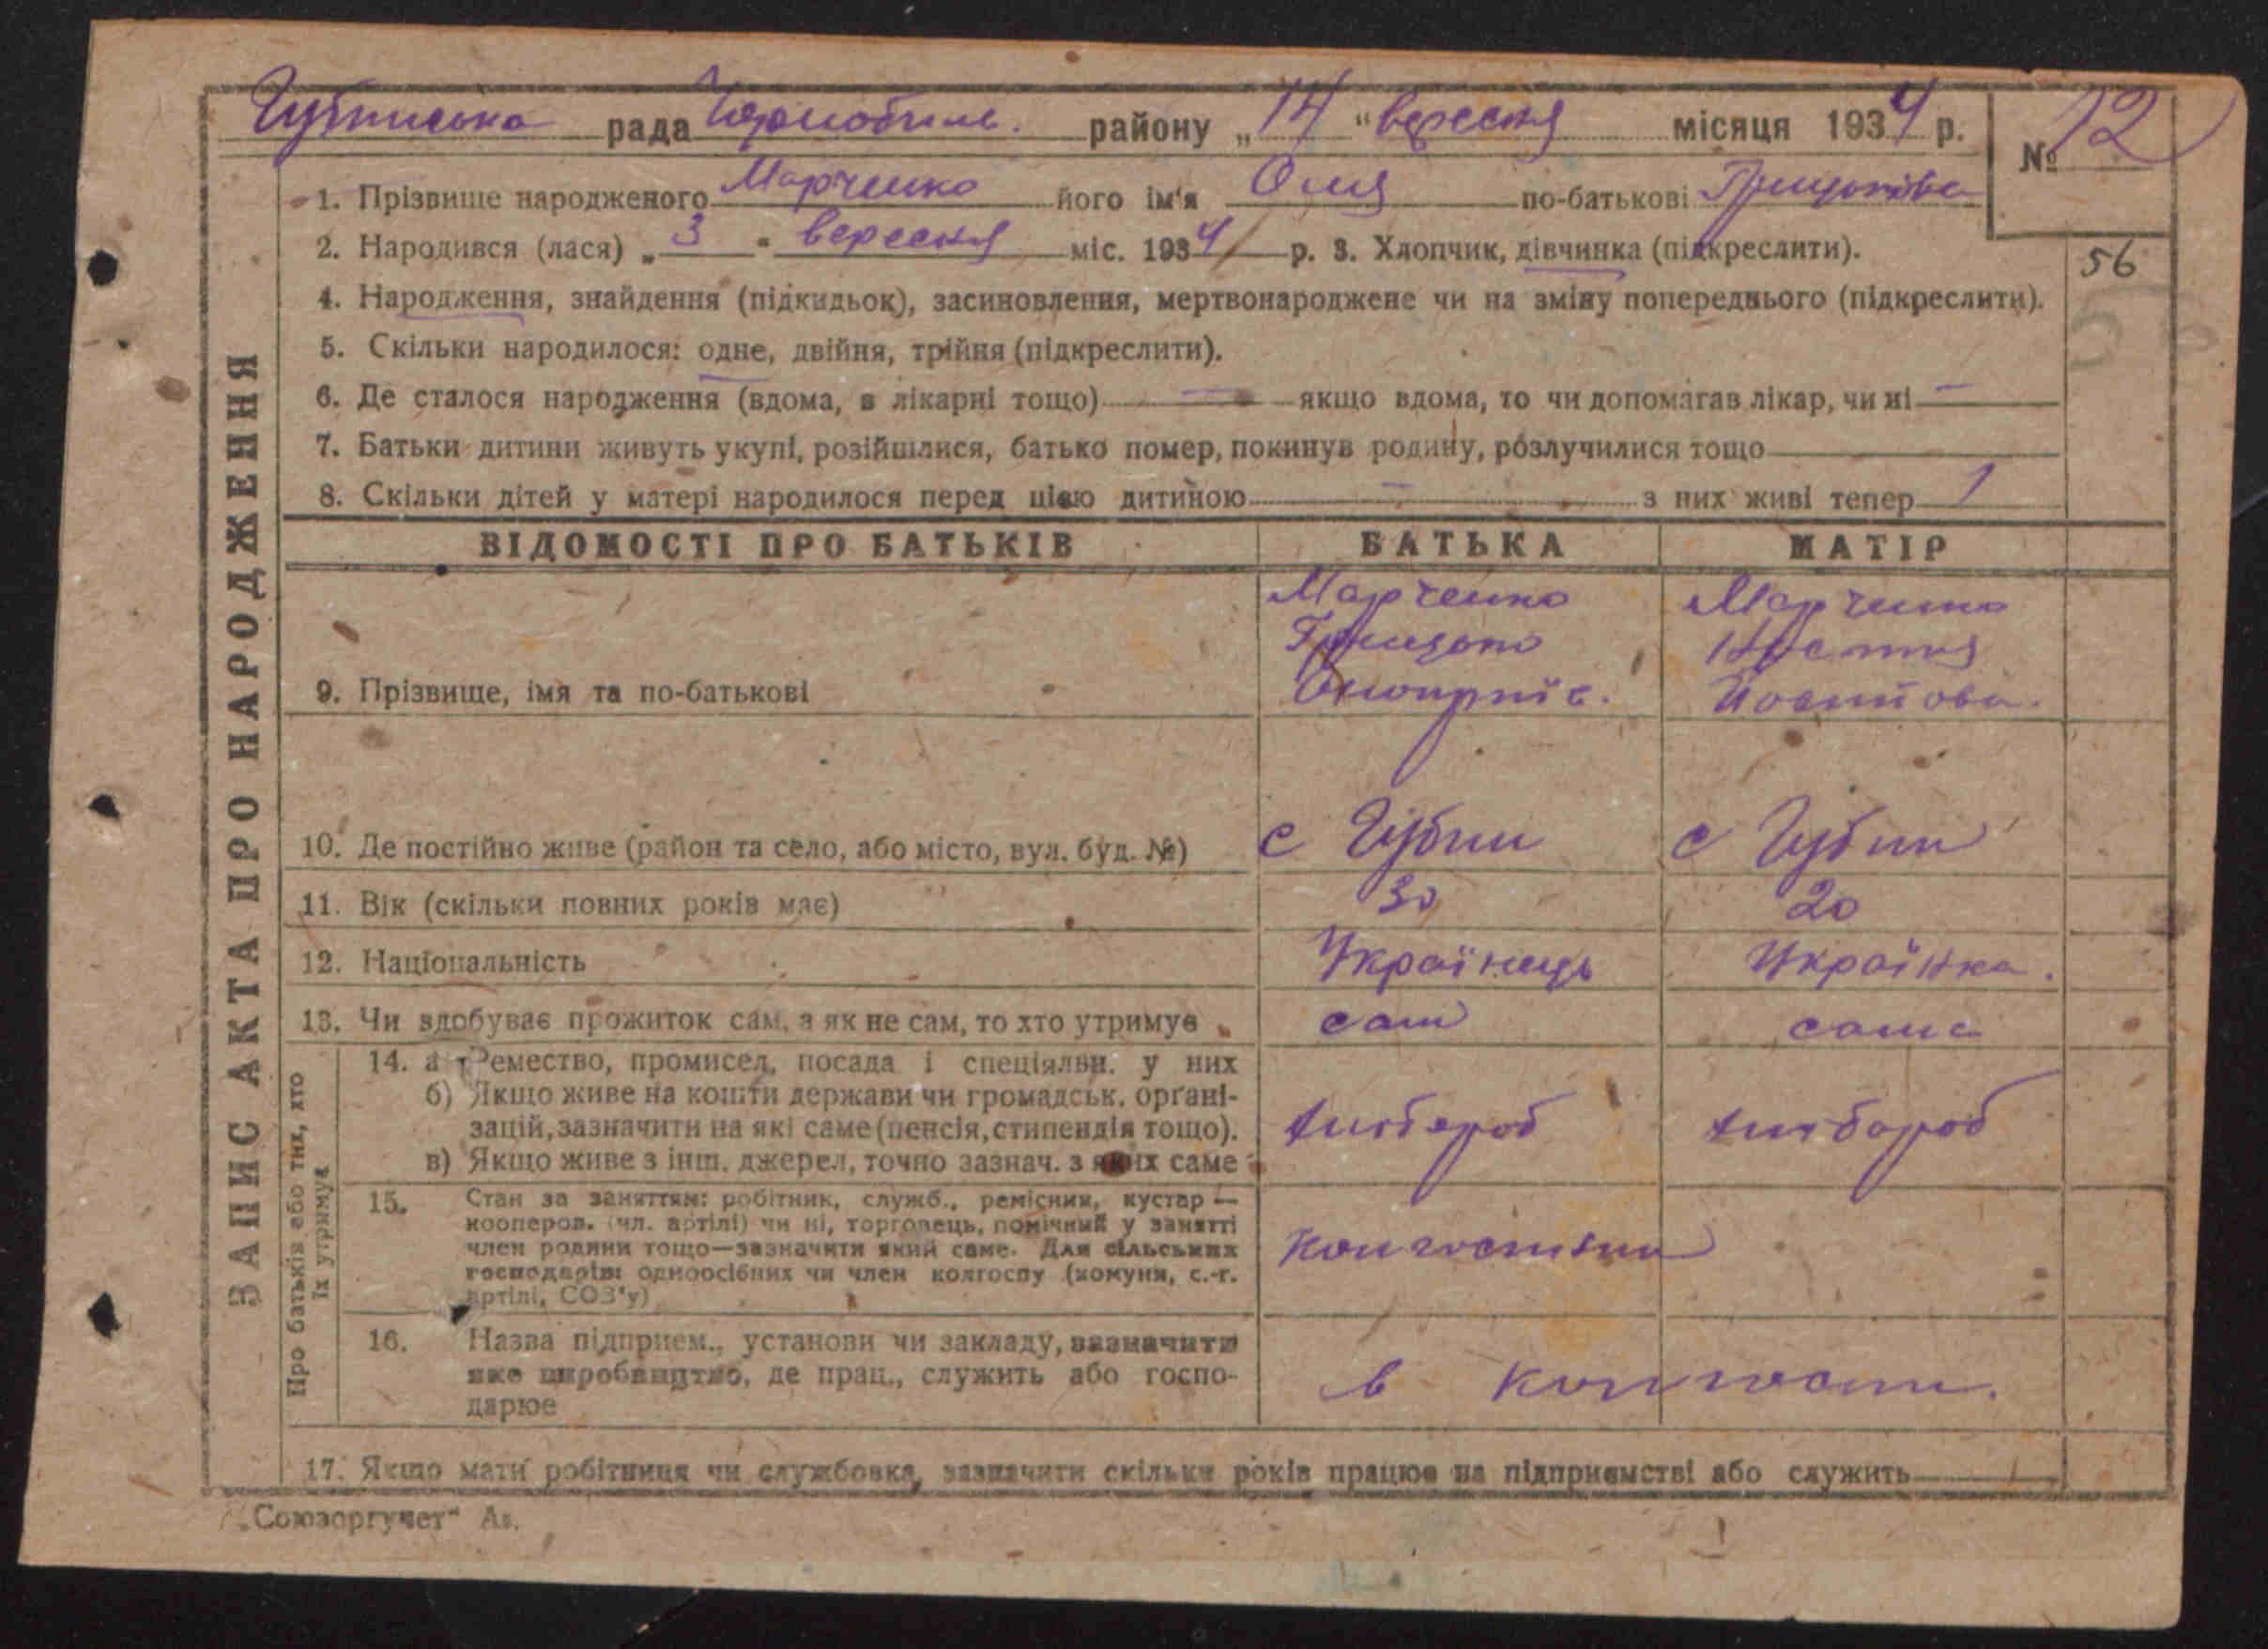 Губинська рада Чорнобиль. району „14“ вересня місяця 1934 р. № 12
1. Прізвище народженого Марченко його ім'я Оля по-батькові Грицькова
2. Народився (лася) „3" вересня міс. 1934 р. 3. Хлопчик, дівчинка (підкреслити).
56
4. Народження, знайдення (підкидьок), засиновлення, мертвонароджене чи на зміну попереднього (підкреслити).
5. Скільки народилося: одне, двійня, трійня (підкреслити).
6. Де сталося народження (вдома, в лікарні тощо) — якщо вдома, то чи допомагав лікар, чи ні —
7. Батьки дитини живуть укупі, розійшлися, батько помер, покинув родину, розлучилися тощо
8. Скільки дітей у матері народилося перед цією дитиною — з них живі тепер 1
ЗАПИС АКТА ПРО НАРОДЖЕННЯ
ВІДОМОСТІ ПРО БАТЬКІВ БАТЬКА МАТІР
Марченко Марченко
Грицько
9. Прізвище, імя та по-батькові
10. Де постійно живе (район та село, або місто, вул. буд. №) с Губин с Губин
11. Вік (скільки повних років має) 30 20
12. Національність Українець Українка.
13. Чи здобуває прожиток сам, а як не сам, то хто утримує сам сама
Про батьків або тих, хто
їх утримує
14. а) Ремество, промисел, посада і спеціяльн. у них
б) Якщо живе на кошти держави чи громадськ. орґані-
зацій, зазначити на які саме (пенсія, стипендія тощо). хлібороб хлібороб
в) Якщо живе з інш. джерел, точно зазнач. з яких саме
15. Стан за заняттям: робітник, служб., ремісник, кустар —
кооперов. (чл. артілі) чи ні, торговець, помічный у занятті
член родини тощо—зазначити який саме. Для сільських
господарів: одноосібних чи член колгоспу (комуня, с.-г.
артілі, СОЗ'у)
колгоспник
16. Назва підприєм., установи чи закладу, зазначити
яке виробництво, де прац., служить або госпо-
дарює
в колгоспі.
17. Якщо мати робітниця чи службовка, зазначити скільки років працює на підприємстві або служить
„Союзоргучет“